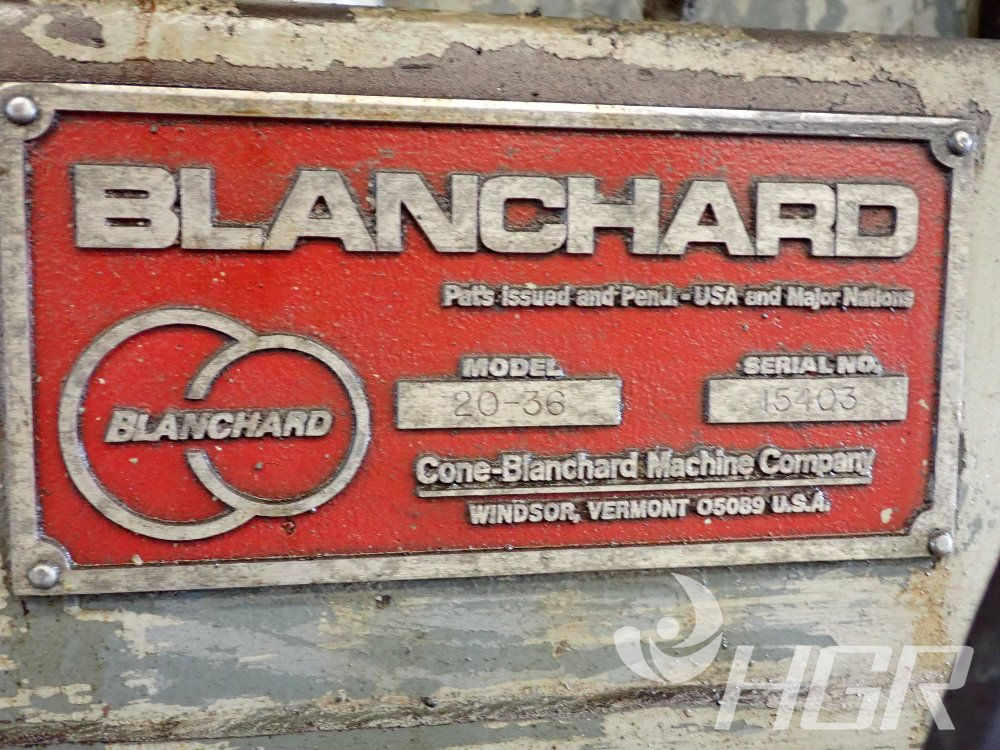 BLANCHARD
Pat's Issued and Pend. - USA and Major Nations
BLANCHARD
MODEL
20-36
SERIAL NO.
15403
Cone-Blanchard Machine Company
WINDSOR, VERMONT 05089 U.S.A.
HGR